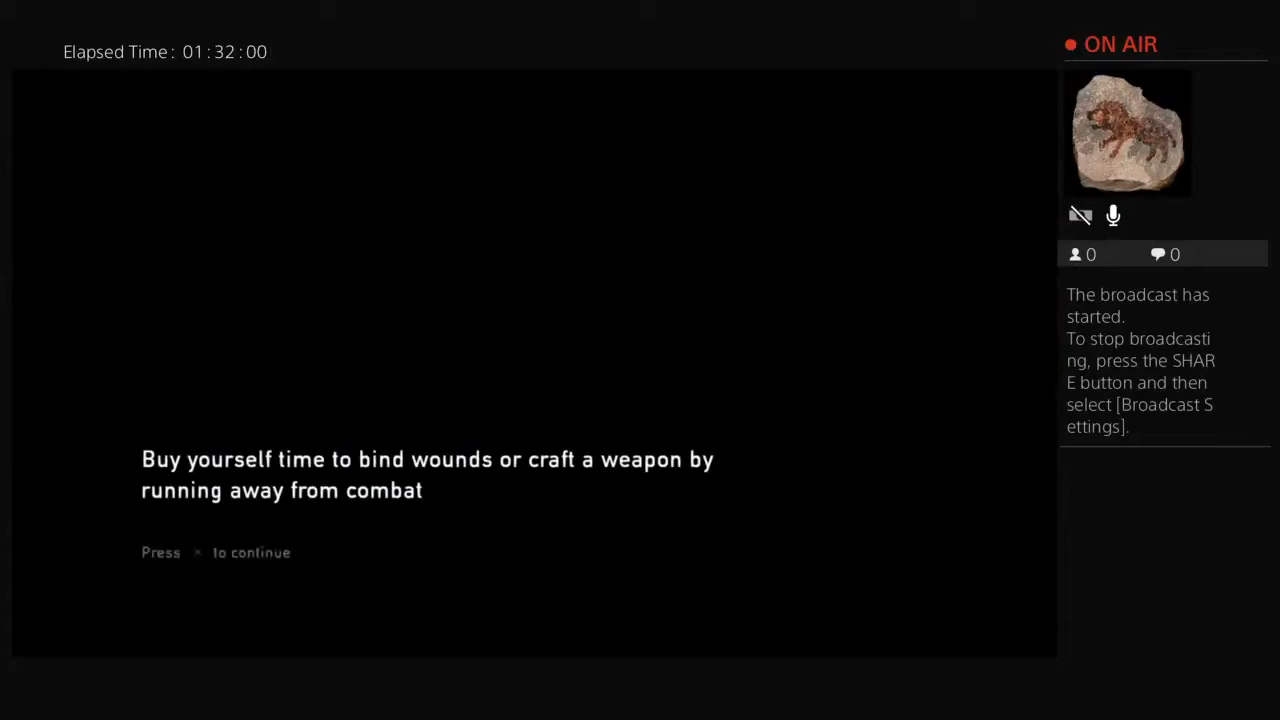 Elapsed Time: 01:32:00
ON AIR
0 0
The broadcast has
started.
To stop broadcasti
ng, press the SHAR
E button and then
select [Broadcast S
ettings].
Buy yourself time to bind wounds or craft a weapon by
running away from combat
Press × to continue